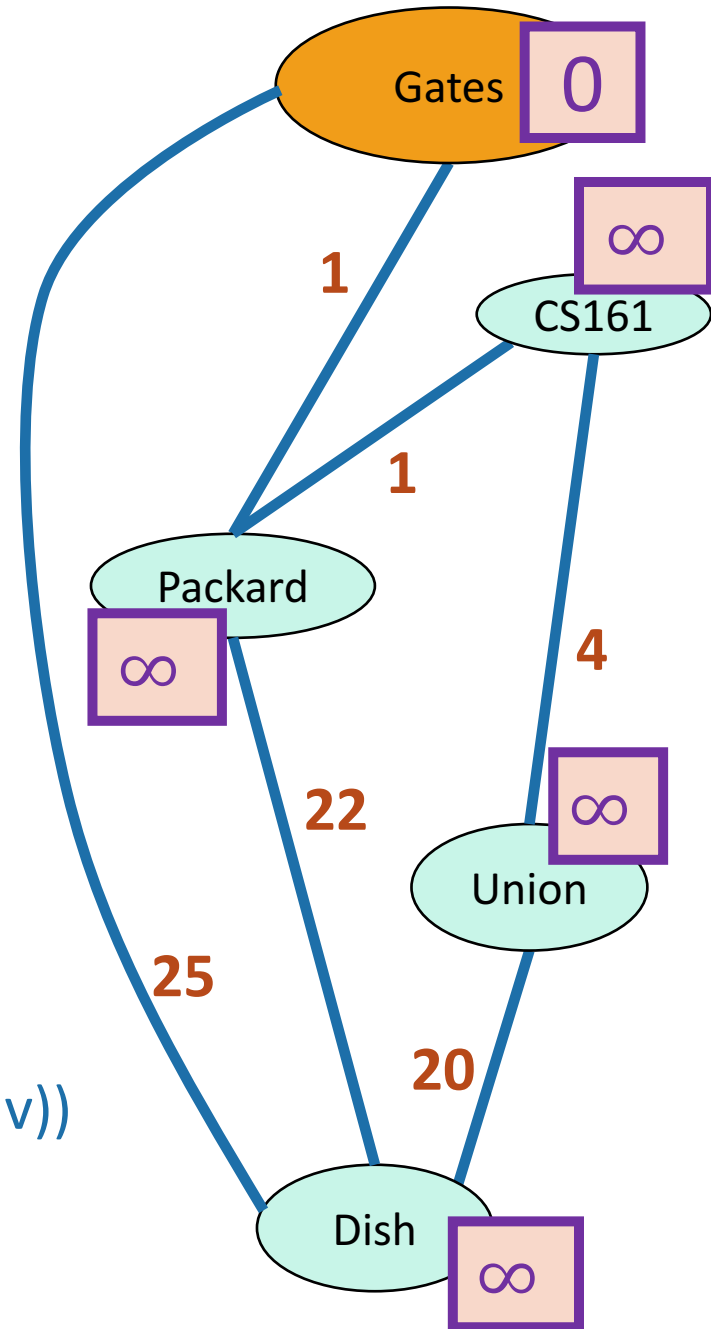 Gates
0
∞
CS161
1
1
Packard
∞
4
22
∞
Union
25
20
v))
Dish
∞